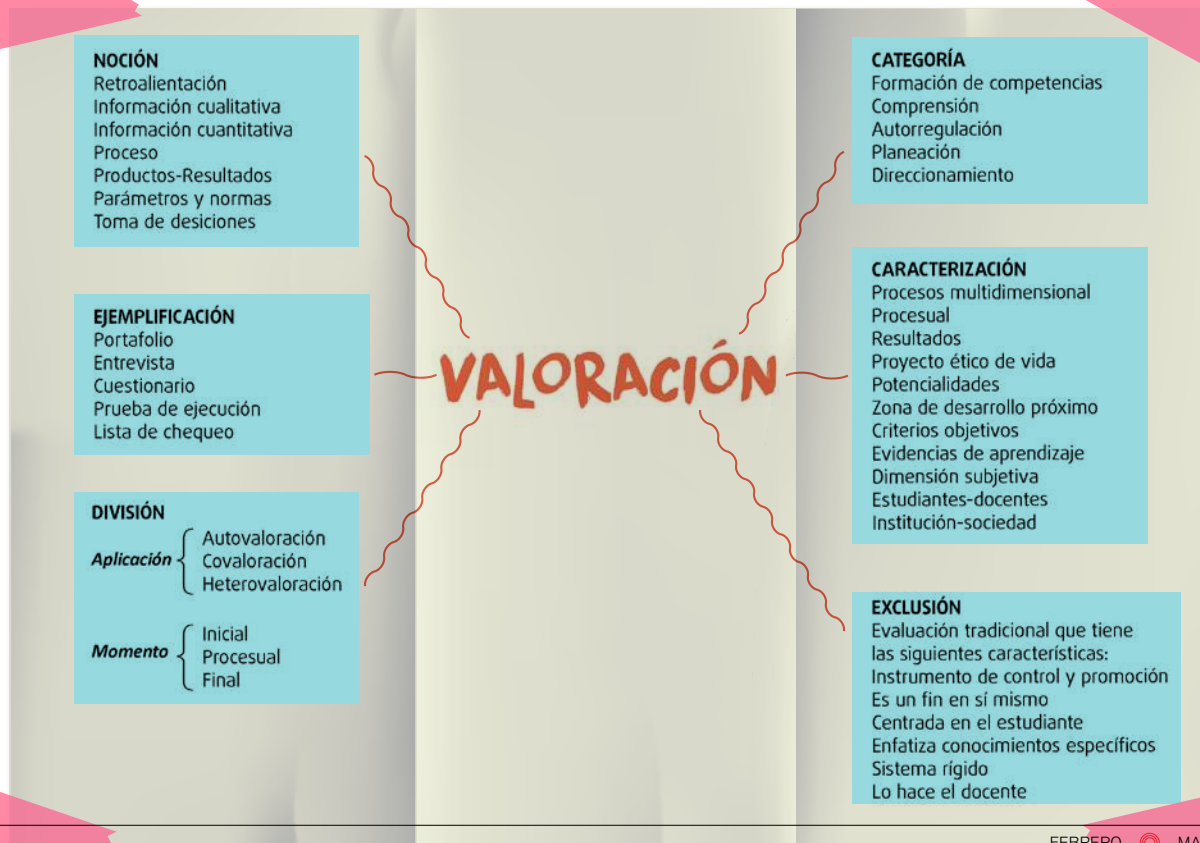 NOCIÓN
Retroalientación
Información cualitativa
Información cuantitativa
Proceso
Productos-Resultados
Parámetros y normas
Toma de desiciones
EJEMPLIFICACIÓN
Portafolio
Entrevista
Cuestionario
Prueba de ejecución
Lista de chequeo
DIVISIÓN
Aplicación
Autovaloración
Covaloración
Heterovaloración
Momento
Inicial
Procesual
Final
VALORACIÓN
CATEGORÍA
Formación de competencias
Comprensión
Autorregulación
Planeación
Direccionamiento
CARACTERIZACIÓN
Procesos multidimensional
Procesual
Resultados
Proyecto ético de vida
Potencialidades
Zona de desarrollo próximo
Criterios objetivos
Evidencias de aprendizaje
Dimensión subjetiva
Estudiantes-docentes
Institución-sociedad
EXCLUSIÓN
Evaluación tradicional que tiene
las siguientes características:
Instrumento de control y promoción
Es un fin en sí mismo
Centrada en el estudiante
Enfatiza conocimientos específicos
Sistema rígido
Lo hace el docente
FEBRERO